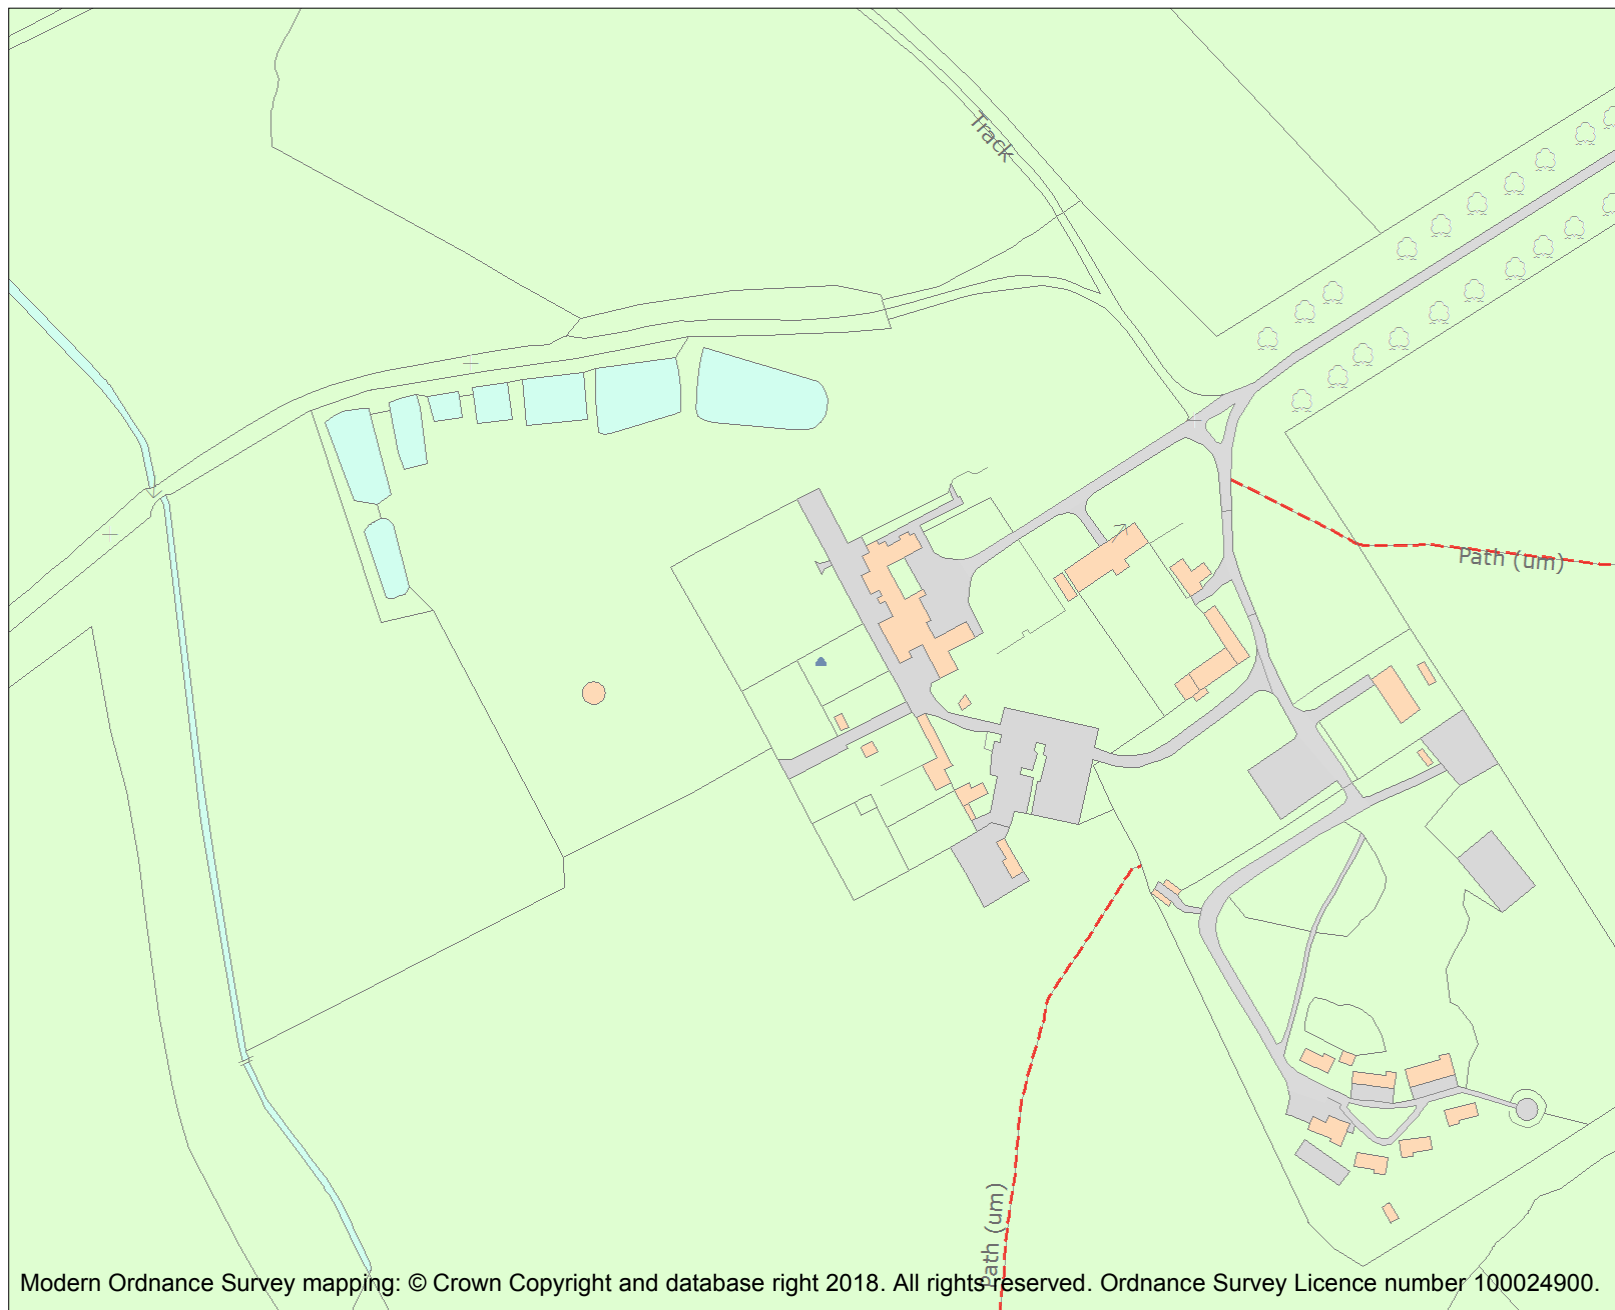 Track
Path (um)
Path (um)
Modern Ordnance Survey mapping: © Crown Copyright and database right 2018. All rights reserved. Ordnance Survey Licence number 100024900.